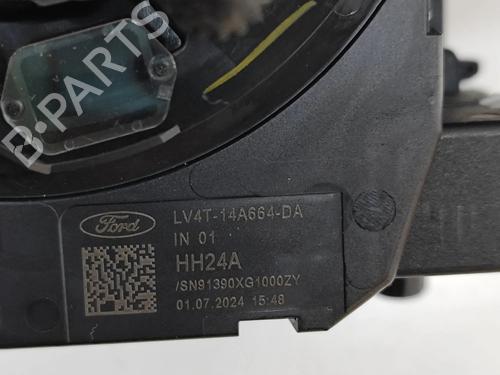 B-PARTS
Ford
LV4T-14A664-DA
IN 01
HH24A
/SN91390XG1000ZY
01.07.2024 15:48